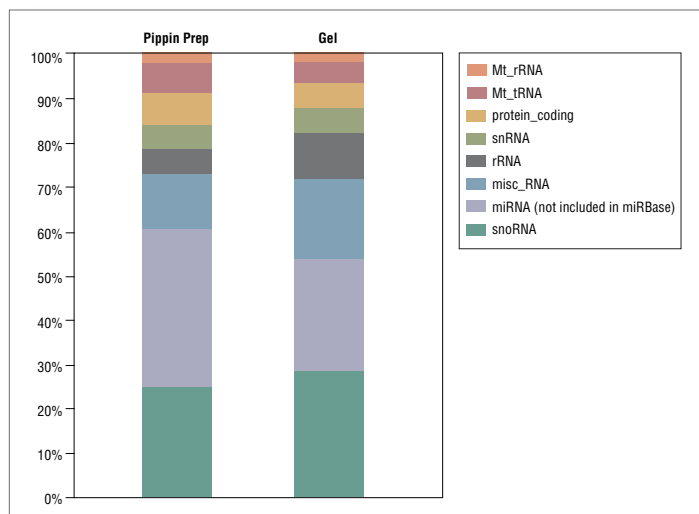 Pippin Prep
Gel
100%
90%
80%
70%
60%
50%
40%
30%
20%
10%
0%
Mt_rRNA
Mt_tRNA
protein_coding
snRNA
rRNA
misc_RNA
miRNA (not included in miRBase)
snoRNA